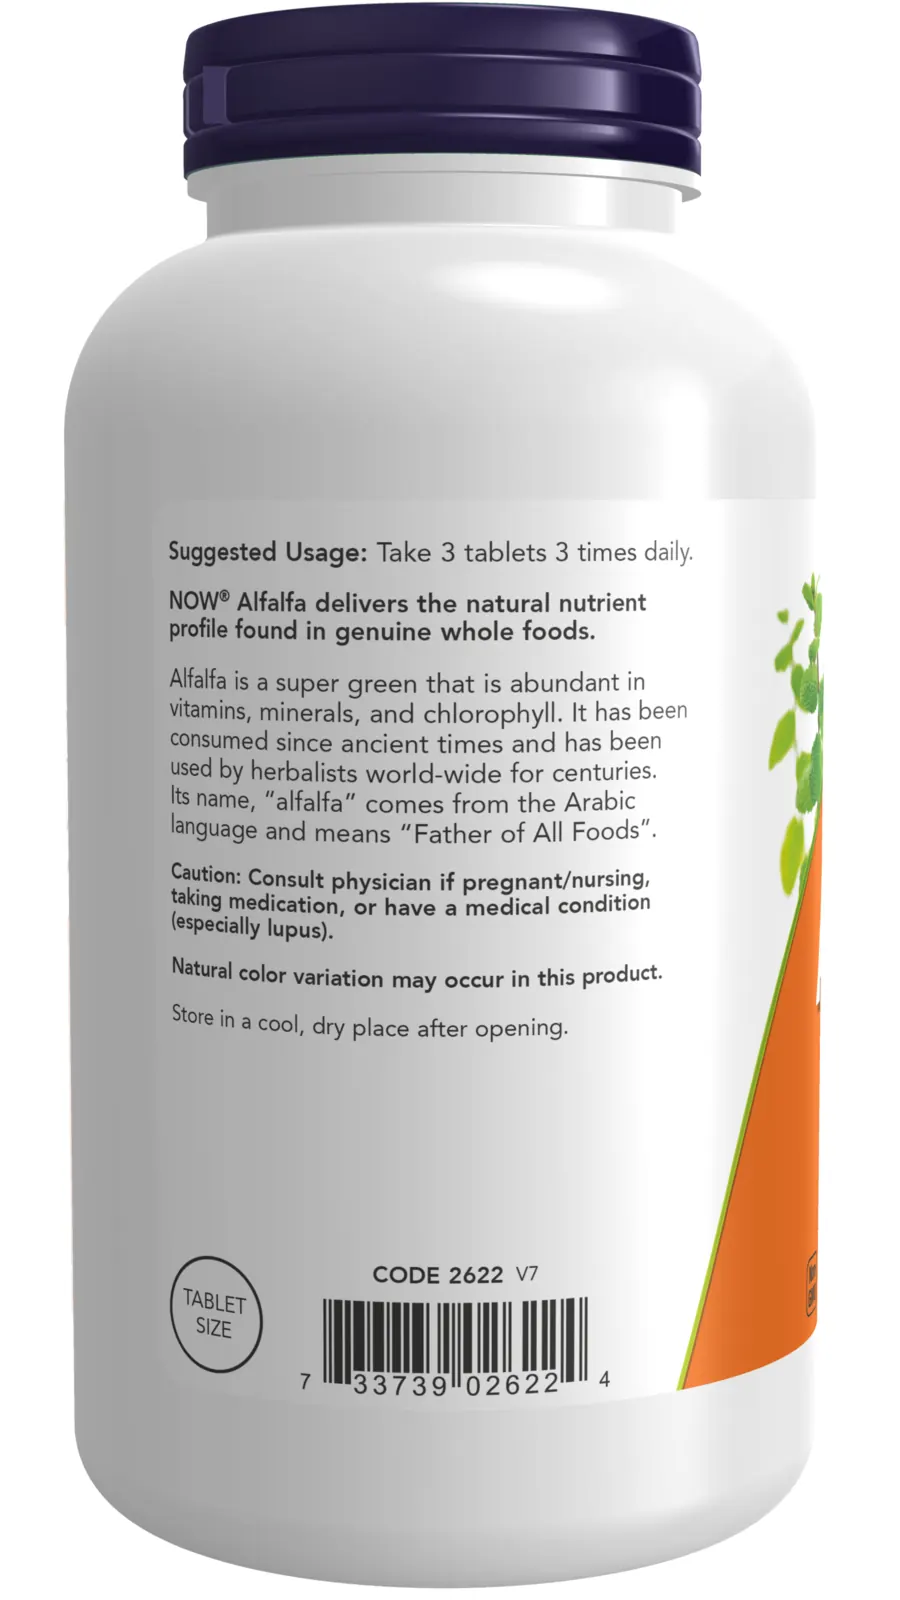 Suggested Usage: Take 3 tablets 3 times daily.
NOW® Alfalfa delivers the natural nutrient
profile found in genuine whole foods.
Alfalfa is a super green that is abundant in
vitamins, minerals, and chlorophyll. It has been
consumed since ancient times and has been
used by herbalists world-wide for centuries.
Its name, “alfalfa” comes from the Arabic
language and means “Father of All Foods”.
Caution: Consult physician if pregnant/nursing,
taking medication, or have a medical condition
(especially lupus).
Natural color variation may occur in this product.
Store in a cool, dry place after opening.
CODE 2622 V7
TABLET
SIZE
7 33739 02622 4